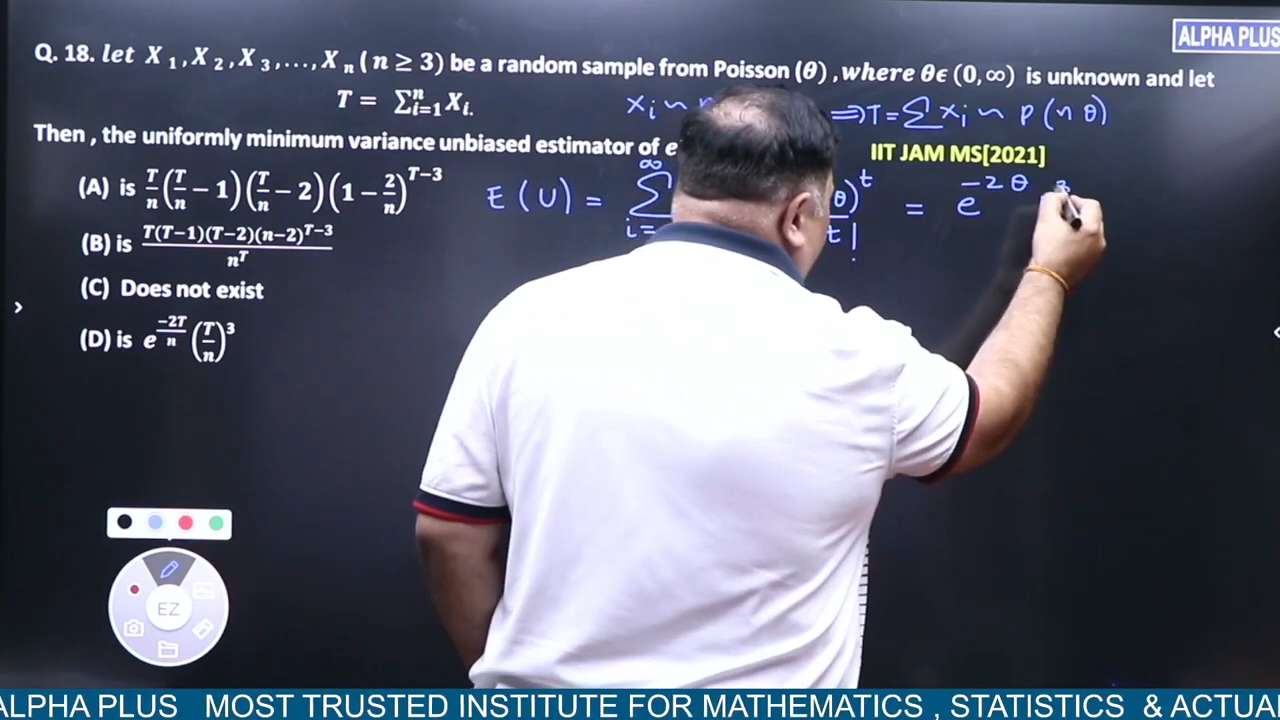 ALPHA PLUS
Q. 18. let X₁, X₂, X₃, ..., Xₙ (n ≥ 3) be a random sample from Poisson (θ), where θϵ (0,∞) is unknown and let
T = ∑ᵢ₌₁ⁿ Xᵢ.
Xᵢ ~ ⇒ T = ∑ Xᵢ ~ P (n θ)
Then , the uniformly minimum variance unbiased estimator of e
IIT JAM MS[2021]
(A) is T/n (T/n − 1)(T/n − 2)(1 − 2/n)^(T−3)
E (U) = ∑ θ)^t / t! = e^(-2θ)
(B) is T(T−1)(T−2)(n−2)^(T−3) / n^T
(C) Does not exist
(D) is e^(−2T/n) (T/n)³
EZ
ALPHA PLUS MOST TRUSTED INSTITUTE FOR MATHEMATICS , STATISTICS & ACTUA